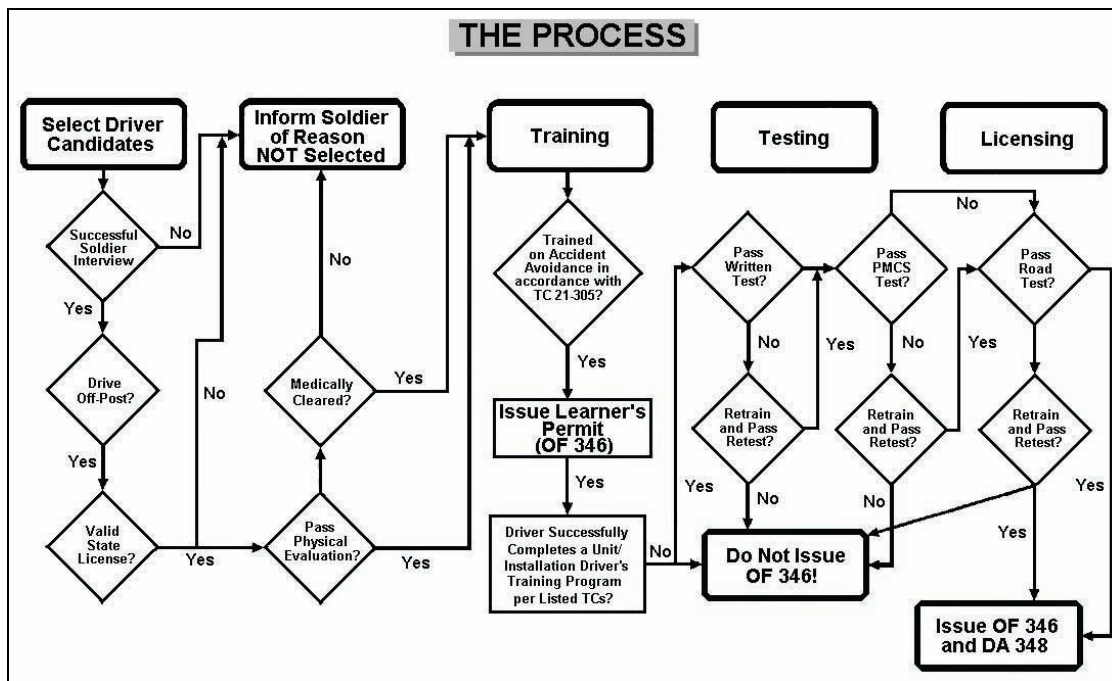 THE PROCESS
Select Driver
Candidates
Inform Soldier
of Reason
NOT Selected
Training
Testing
Licensing
Successful
Soldier
Interview
No
Yes
Drive
Off-Post?
Yes
Valid
State
License?
No
Yes
Pass
Physical
Evaluation?
Yes
Medically
Cleared?
No
Yes
Trained
on Accident
Avoidance in
accordance with
TC 21-305?
Yes
Issue Learner's
Permit
(OF 346)
Yes
Driver Successfully
Completes a Unit/
Installation Driver's
Training Program
per Listed TCs?
No
Yes
Pass
Written
Test?
No
Retrain
and Pass
Retest?
Yes
No
Pass
PMCS
Test?
No
No
Retrain
and Pass
Retest?
Yes
No
Pass
Road
Test?
No
Yes
Retrain
and Pass
Retest?
Yes
Do Not Issue
OF 346!
Issue OF 346
and DA 348